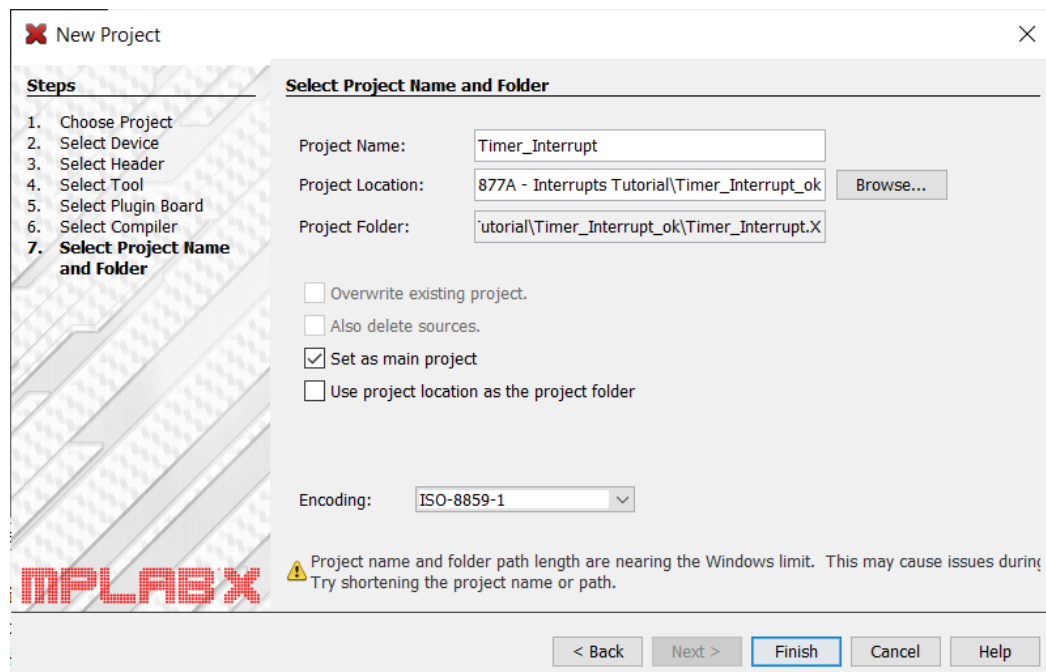 New Project
Steps
1. Choose Project
2. Select Device
3. Select Header
4. Select Tool
5. Select Plugin Board
6. Select Compiler
7. Select Project Name
and Folder
MPLAB X
Select Project Name and Folder
Project Name: Timer_Interrupt
Project Location: 877A - Interrupts Tutorial\Timer_Interrupt_ok Browse...
Project Folder: utorial\Timer_Interrupt_ok\Timer_Interrupt.X
Overwrite existing project.
Also delete sources.
Set as main project
Use project location as the project folder
Encoding: ISO-8859-1
Project name and folder path length are nearing the Windows limit. This may cause issues during
Try shortening the project name or path.
< Back Next > Finish Cancel Help